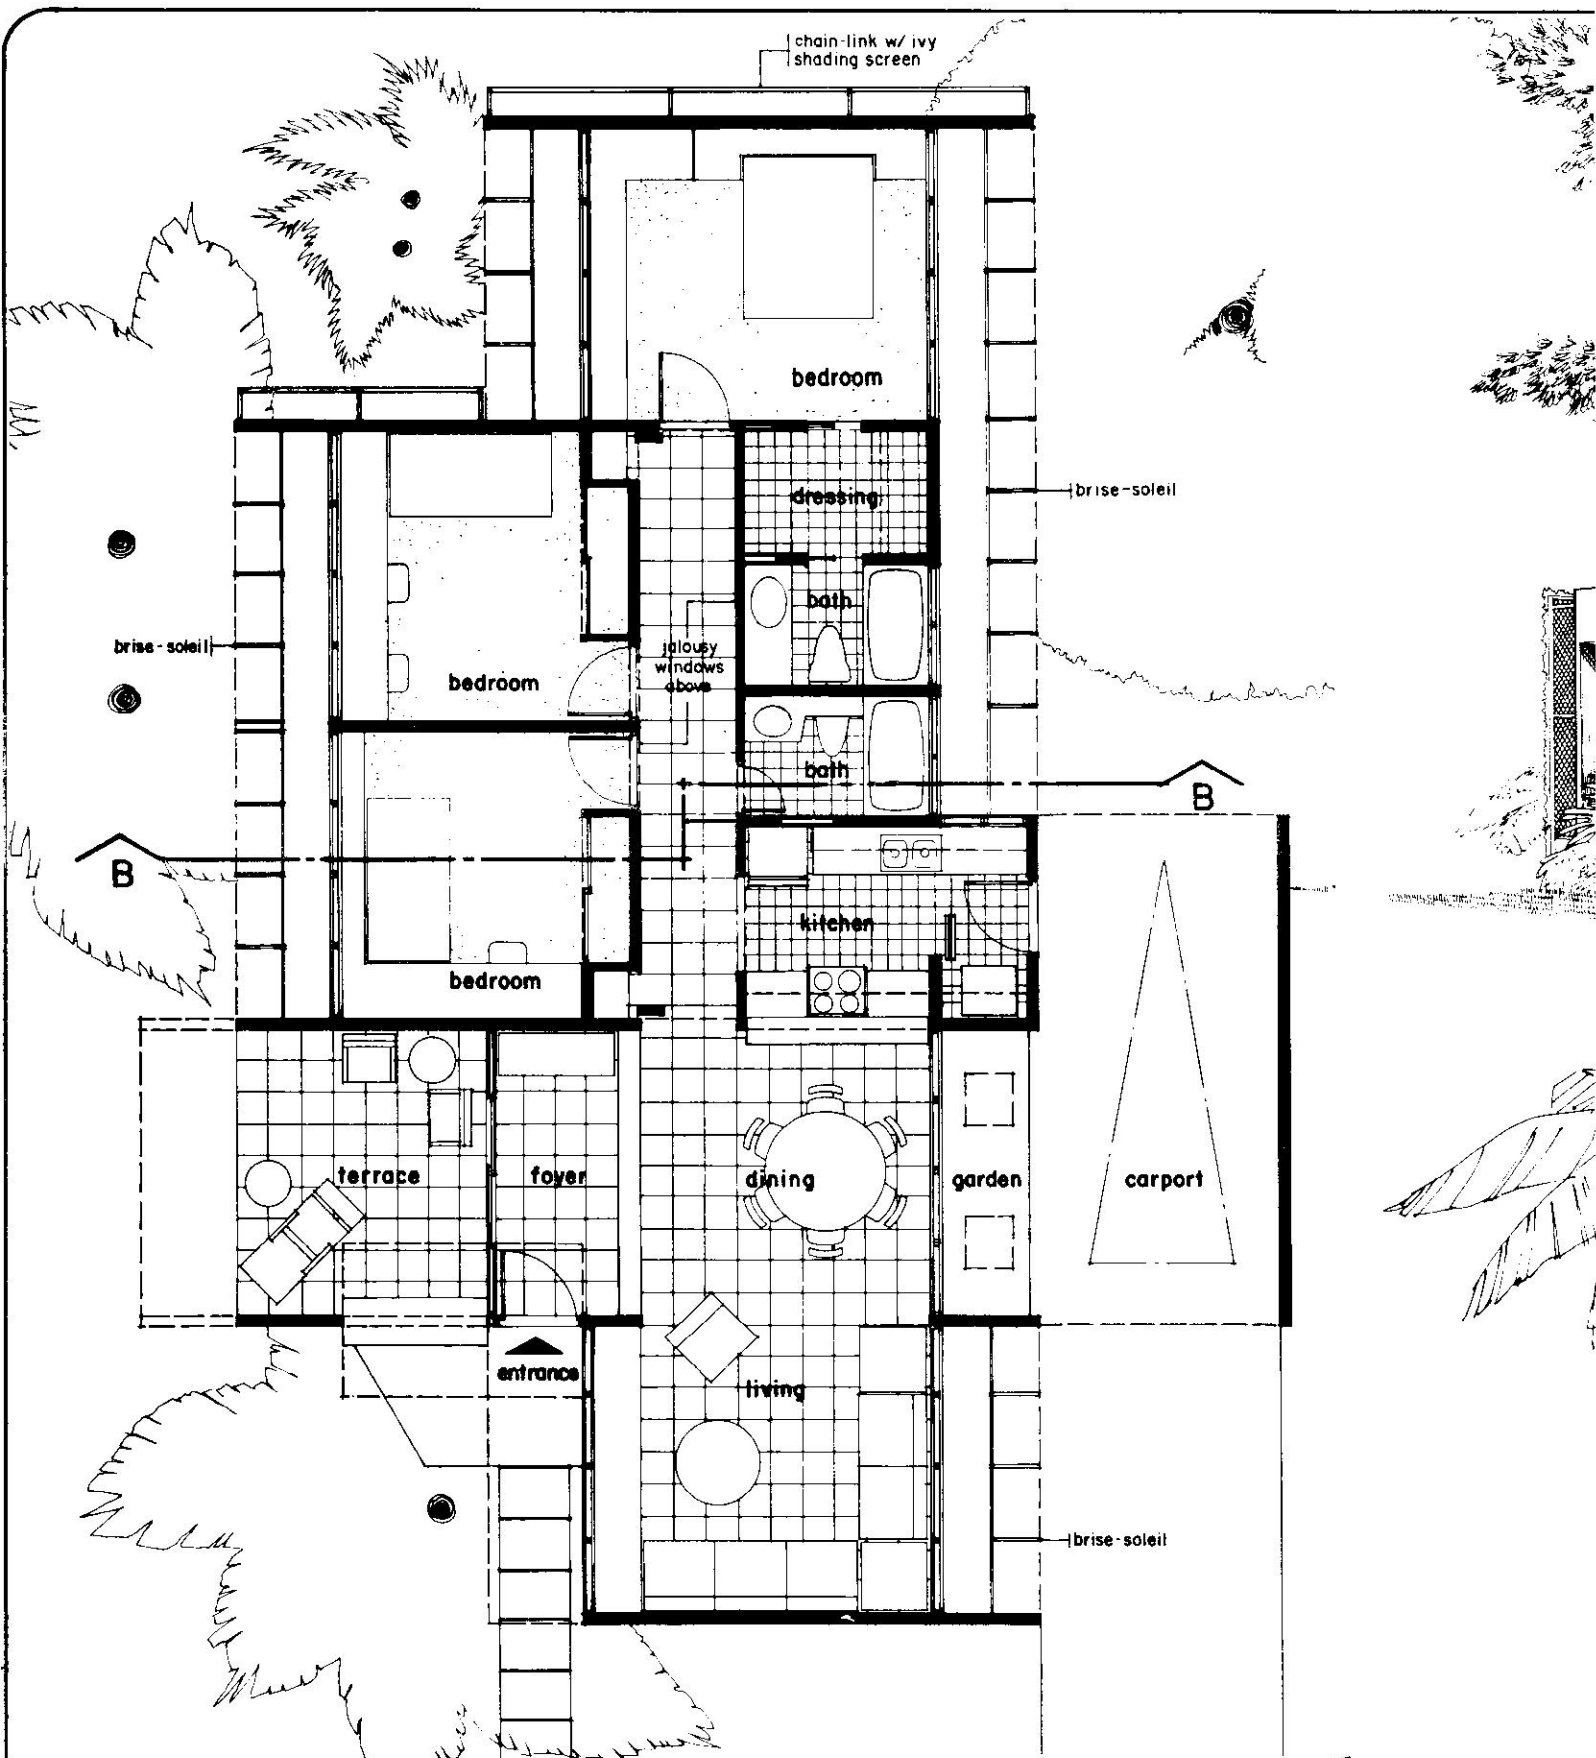 chain-link w/ ivy
shading screen
bedroom
dressing
brise-soleil
bath
brise-soleil
jalousy
windows
above
bedroom
bath
B
B
kitchen
bedroom
terrace
foyer
dining
garden
carport
entrance
living
brise-soleil